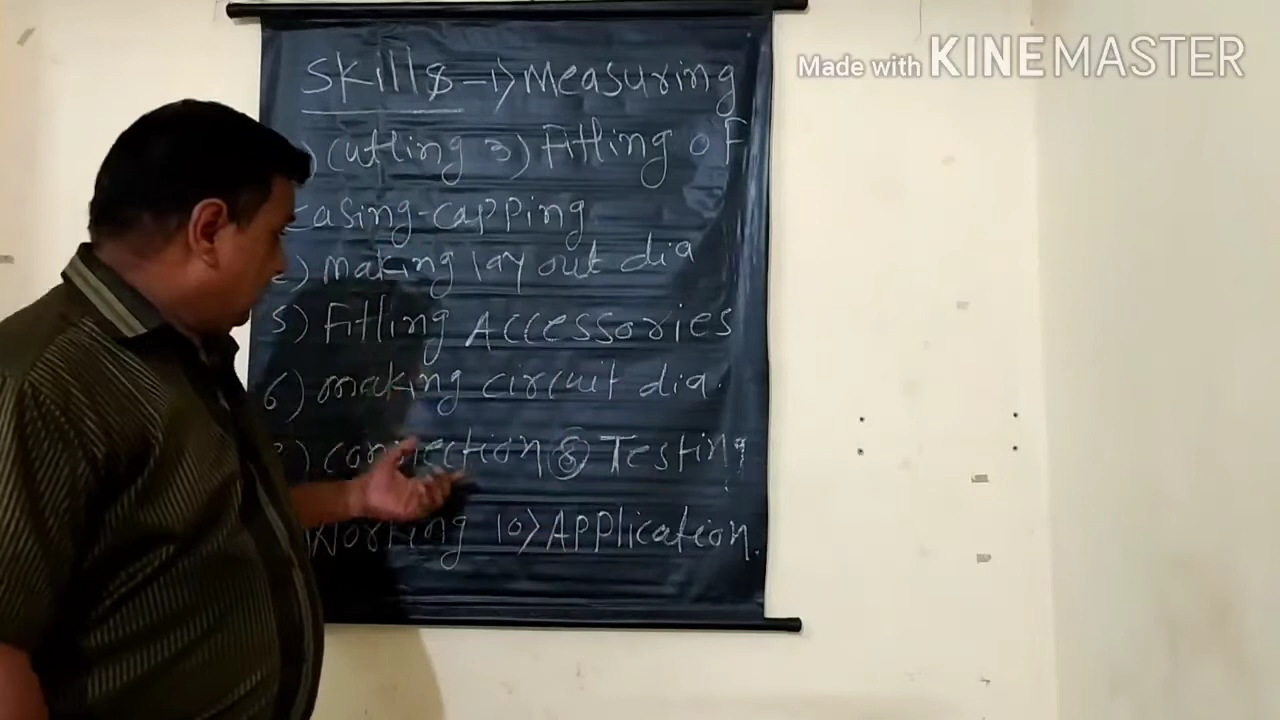 Made with KINEMASTER
Skills - 1) Measuring
) Cutting 3) Fitting of
casing-capping
) making lay out dia
5) Fitting Accessories
6) making circuit dia.
) connection 8 Testing
Working 10) Application.